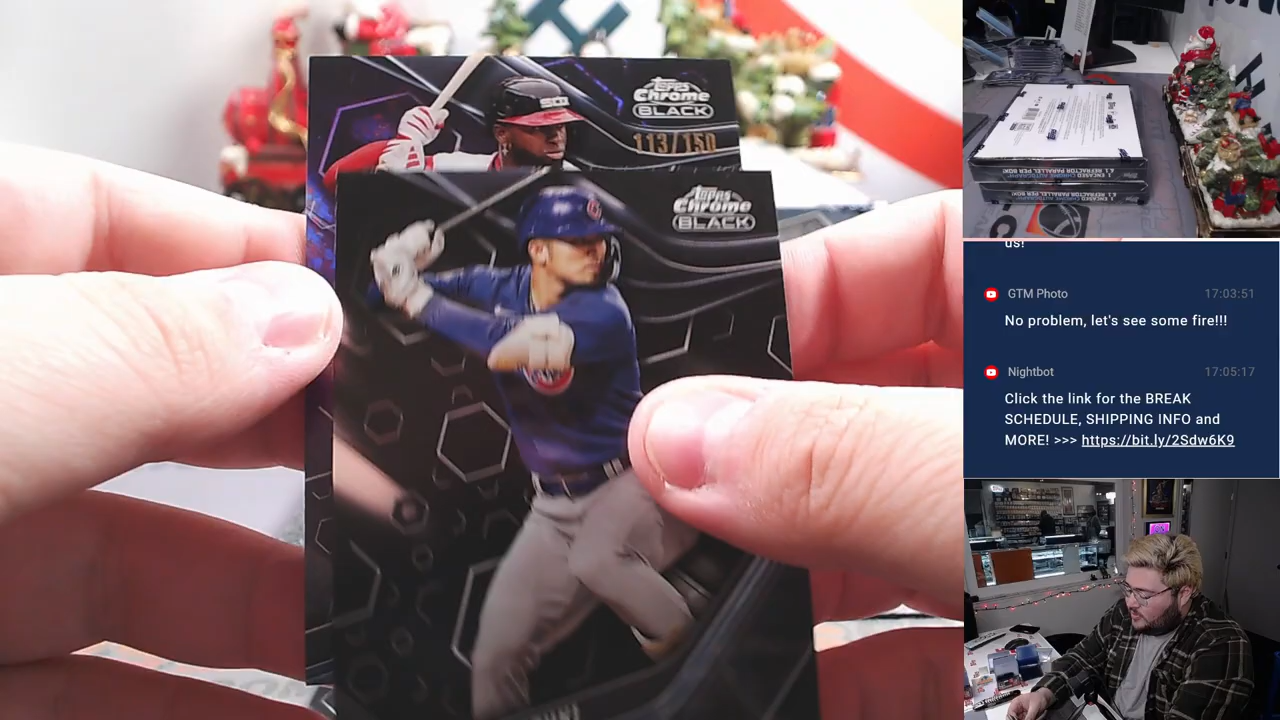 SOX
TOPPS
Chrome
BLACK
113/150
TOPPS
Chrome
BLACK
us!
GTM Photo 17:03:51
No problem, let's see some fire!!!
Nightbot 17:05:17
Click the link for the BREAK
SCHEDULE, SHIPPING INFO and
MORE! >>> https://bit.ly/2Sdw6K9